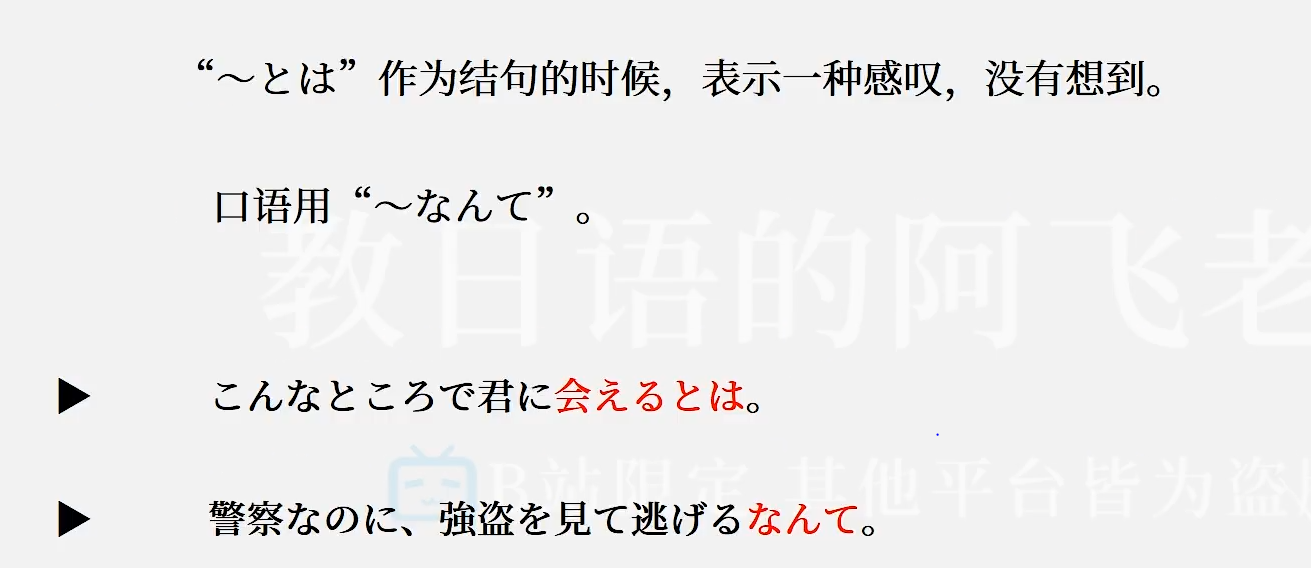 “～とは”作为结句的时候，表示一种感叹，没有想到。
口语用“～なんて”。
教日语的阿飞老
▶ こんなところで君に会えるとは。
B站限定 其他平台皆为盗
▶ 警察なのに、強盗を見て逃げるなんて。